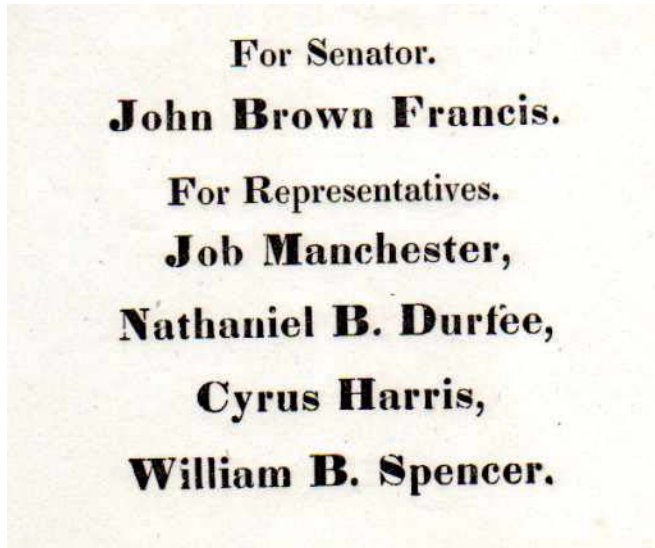 For Senator.
John Brown Francis.
For Representatives.
Job Manchester,
Nathaniel B. Durfee,
Cyrus Harris,
William B. Spencer.